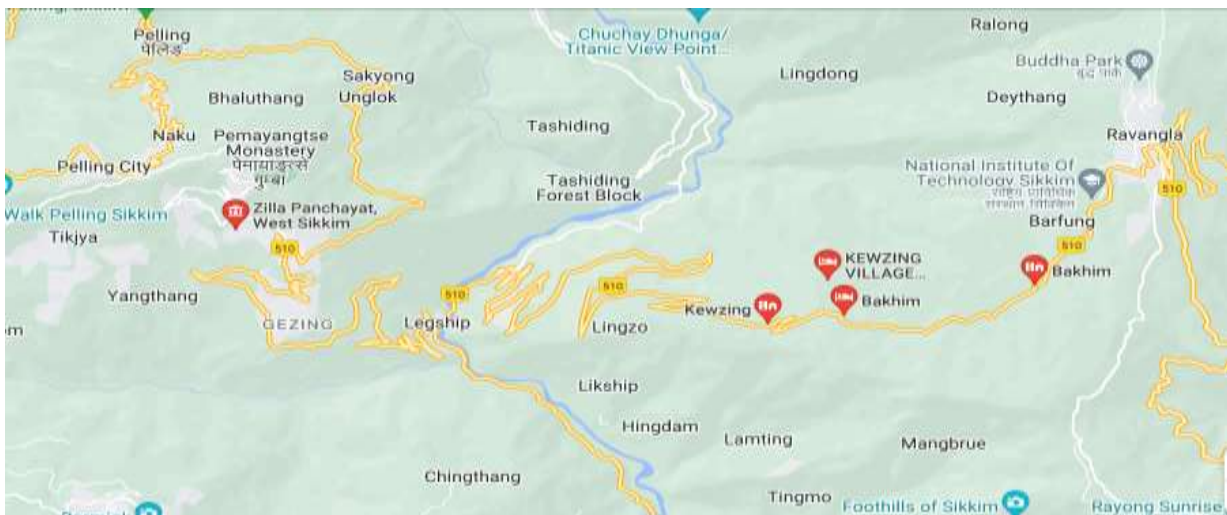 Pelling
पेलिङ
Chuchay Dhunga/
Titanic View Point...
Ralong
Buddha Park
बुद्ध पार्क
Lingdong
Sakyong
Unglok
Bhaluthang
Deythang
Tashiding
Naku
Pemayangtse
Monastery
पेमायाङ्त्से
गुम्बा
Ravangla
Pelling City
National Institute Of
Technology Sikkim
Tashiding
Forest Block
Walk Pelling Sikkim
Zilla Panchayat,
West Sikkim
510
Barfung
Tikjya
510
510
KEWZING
VILLAGE...
Bakhim
Yangthang
510
510
Bakhim
Kewzing
GEZING
Legship
Lingzo
Likship
Hingdam
Lamting
Mangbrue
Chingthang
Tingmo
Foothills of Sikkim
Rayong Sunrise,